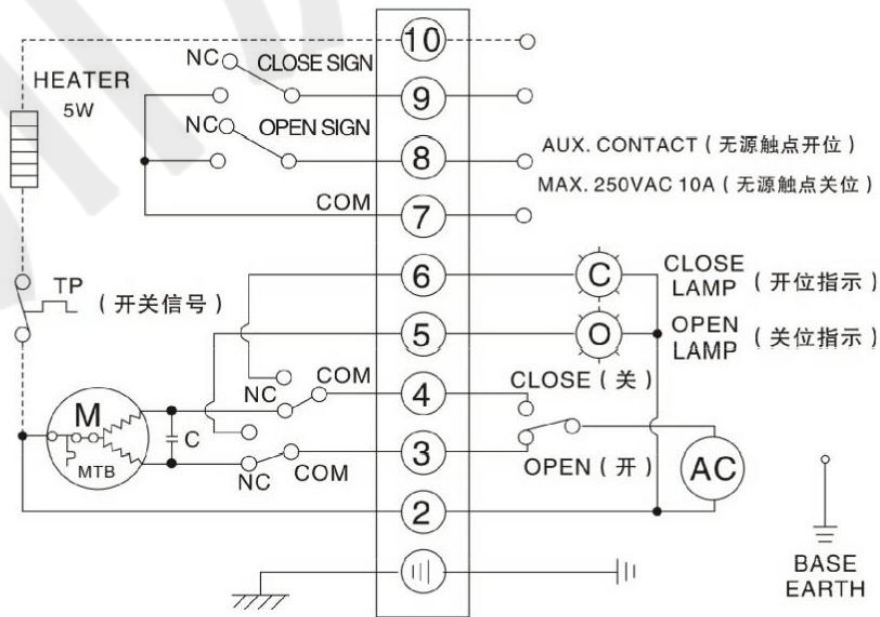 10
NC
CLOSE SIGN
HEATER
5W
9
NC
OPEN SIGN
8
AUX. CONTACT（无源触点开位）
MAX. 250VAC 10A（无源触点关位）
COM
7
6
C
CLOSE
LAMP
（开位指示）
TP
（开关信号）
5
O
OPEN
LAMP
（关位指示）
COM
4
CLOSE（关）
NC
M
C
MTB
3
COM
NC
OPEN（开）
AC
2
BASE
EARTH